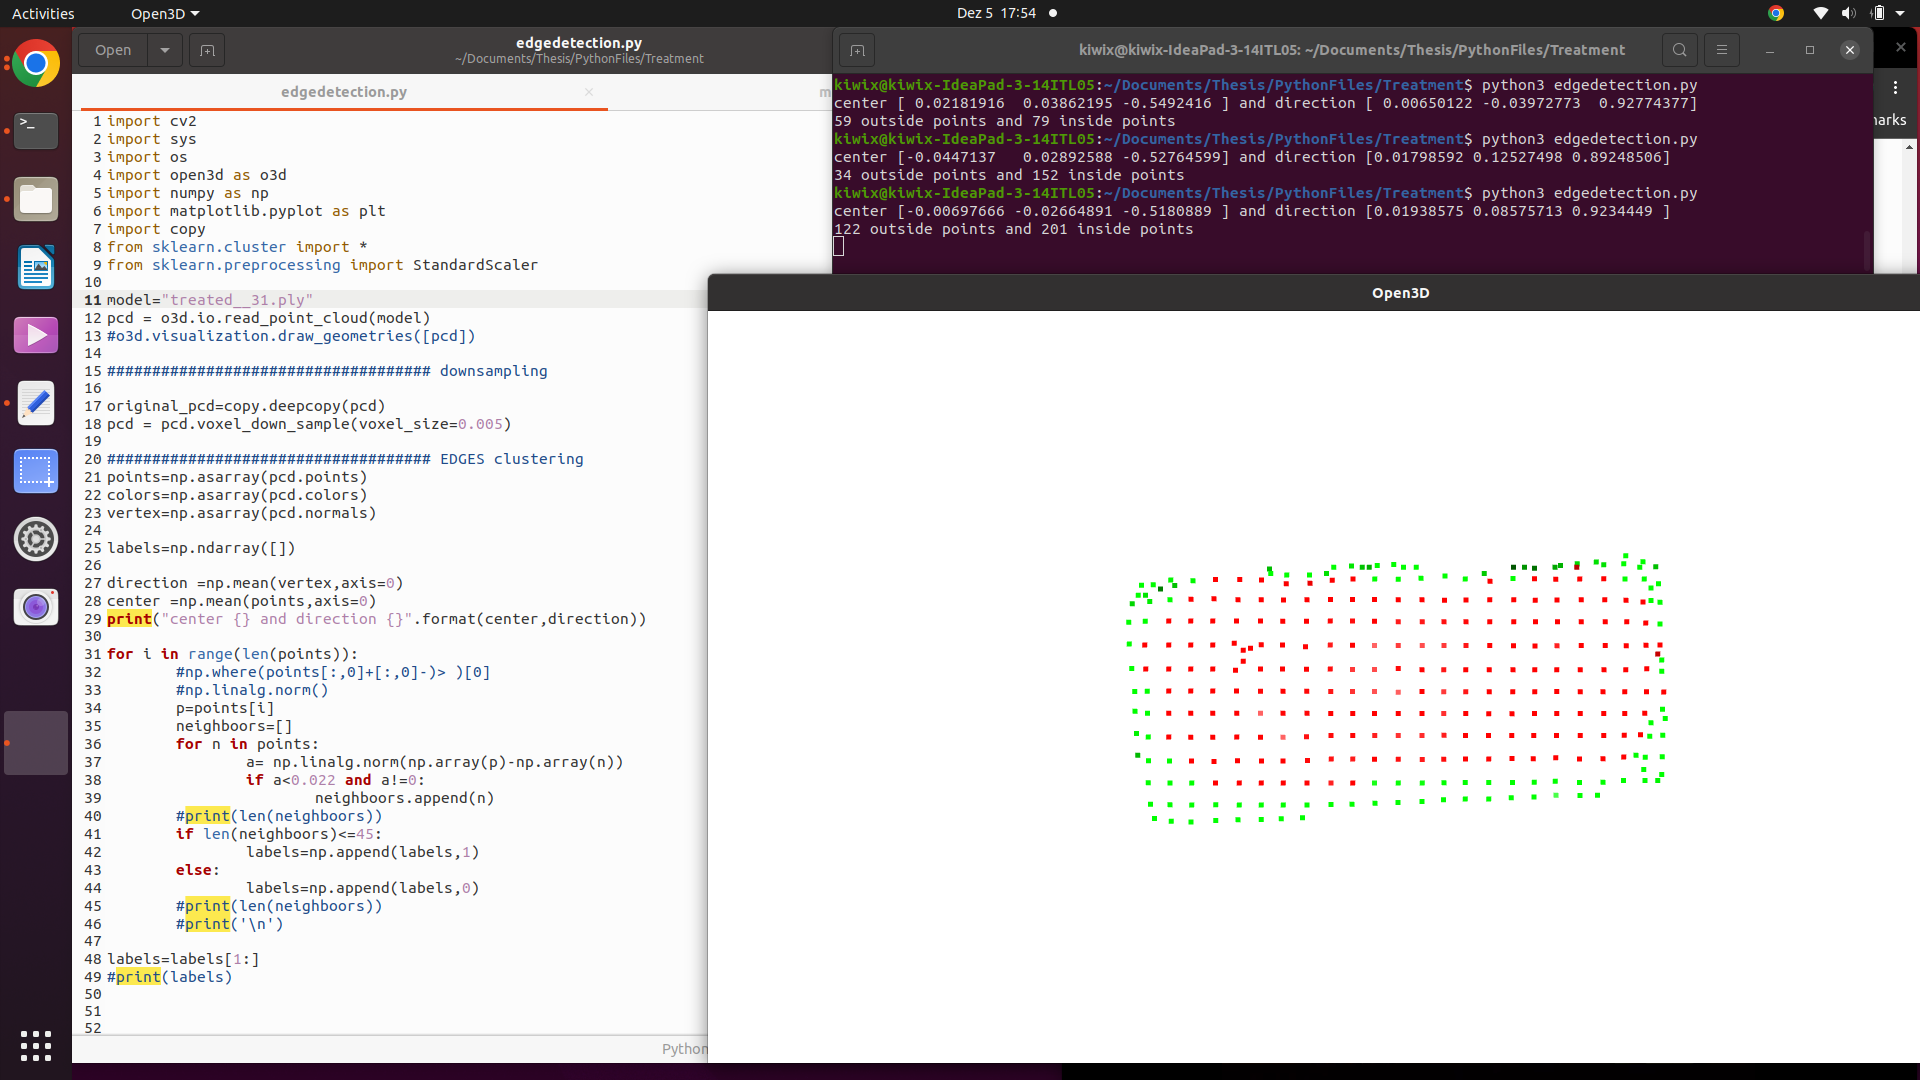 Activities
Open3D
Dez 5 17:54
Open
edgedetection.py
~/Documents/Thesis/PythonFiles/Treatment
edgedetection.py
1 import cv2
2 import sys
3 import os
4 import open3d as o3d
5 import numpy as np
6 import matplotlib.pyplot as plt
7 import copy
8 from sklearn.cluster import *
9 from sklearn.preprocessing import StandardScaler
10
11 model="treated__31.ply"
12 pcd = o3d.io.read_point_cloud(model)
13 #o3d.visualization.draw_geometries([pcd])
14
15 #################################### downsampling
16
17 original_pcd=copy.deepcopy(pcd)
18 pcd = pcd.voxel_down_sample(voxel_size=0.005)
19
20 #################################### EDGES clustering
21 points=np.asarray(pcd.points)
22 colors=np.asarray(pcd.colors)
23 vertex=np.asarray(pcd.normals)
24
25 labels=np.ndarray([])
26
27 direction =np.mean(vertex,axis=0)
28 center =np.mean(points,axis=0)
29 print("center {} and direction {}".format(center,direction))
30
31 for i in range(len(points)):
32 #np.where(points[:,0]+[:,0]-)> )[0]
33 #np.linalg.norm()
34 p=points[i]
35 neighboors=[]
36 for n in points:
37 a= np.linalg.norm(np.array(p)-np.array(n))
38 if a<0.022 and a!=0:
39 neighboors.append(n)
40 #print(len(neighboors))
41 if len(neighboors)<=45:
42 labels=np.append(labels,1)
43 else:
44 labels=np.append(labels,0)
45 #print(len(neighboors))
46 #print('\n')
47
48 labels=labels[1:]
49 #print(labels)
50
51
52
Python
kiwix@kiwix-IdeaPad-3-14ITL05: ~/Documents/Thesis/PythonFiles/Treatment
kiwix@kiwix-IdeaPad-3-14ITL05:~/Documents/Thesis/PythonFiles/Treatment$ python3 edgedetection.py
center [ 0.02181916  0.03862195 -0.5492416 ] and direction [ 0.00650122 -0.03972773  0.92774377]
59 outside points and 79 inside points
kiwix@kiwix-IdeaPad-3-14ITL05:~/Documents/Thesis/PythonFiles/Treatment$ python3 edgedetection.py
center [-0.0447137   0.02892588 -0.52764599] and direction [0.01798592 0.12527498 0.89248506]
34 outside points and 152 inside points
kiwix@kiwix-IdeaPad-3-14ITL05:~/Documents/Thesis/PythonFiles/Treatment$ python3 edgedetection.py
center [-0.00697666 -0.02664891 -0.5180889 ] and direction [0.01938575 0.08575713 0.9234449 ]
122 outside points and 201 inside points
Open3D